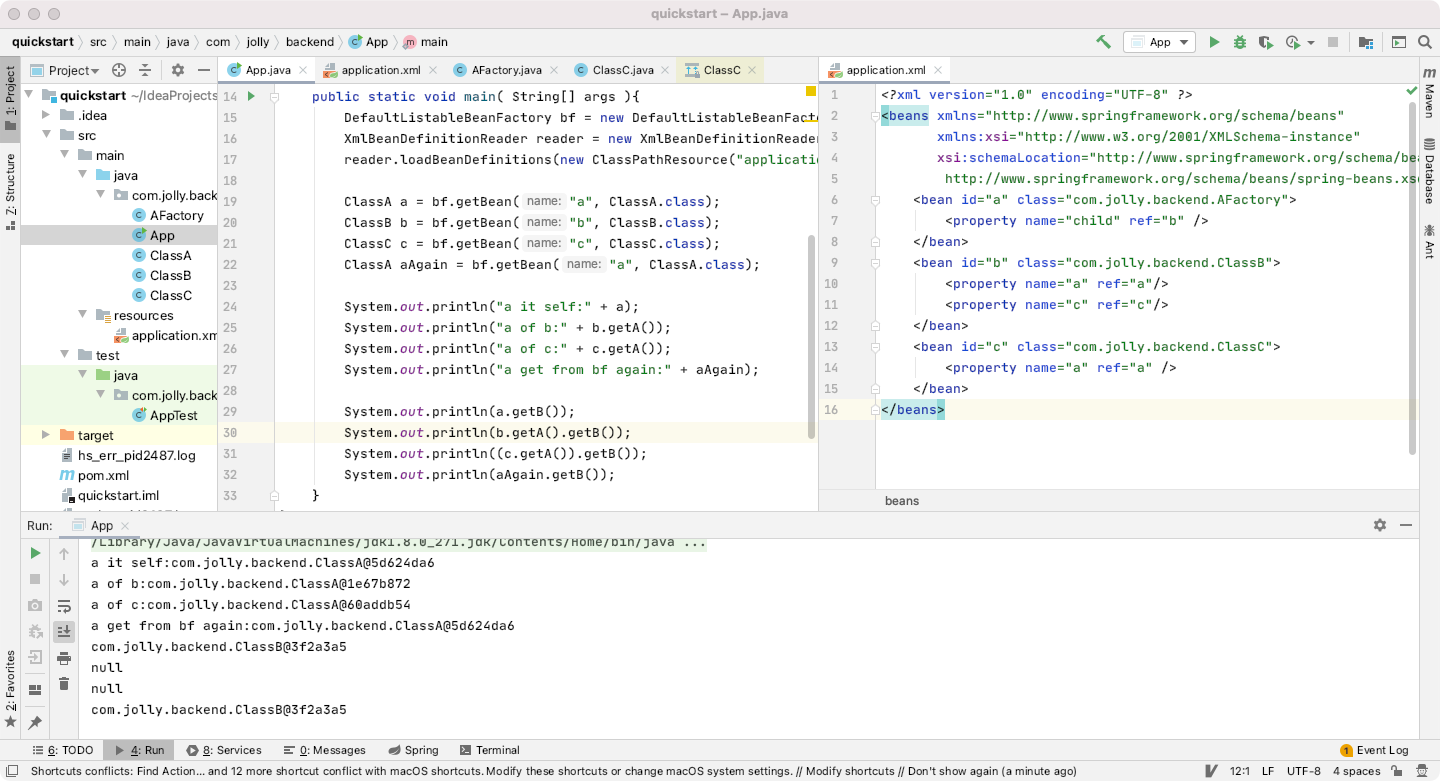 quickstart – App.java
quickstart 〉 src 〉 main 〉 java 〉 com 〉 jolly 〉 backend 〉 App 〉 main
App
1: Project
Z: Structure
2: Favorites
Project
quickstart ~/IdeaProjects
.idea
src
main
java
com.jolly.back
AFactory
App
ClassA
ClassB
ClassC
resources
application.xm
test
java
com.jolly.back
AppTest
target
hs_err_pid2487.log
pom.xml
quickstart.iml
App.java
application.xml
AFactory.java
ClassC.java
ClassC
14 public static void main( String[] args ){
15 DefaultListableBeanFactory bf = new DefaultListableBeanFact
16 XmlBeanDefinitionReader reader = new XmlBeanDefinitionReader
17 reader.loadBeanDefinitions(new ClassPathResource("applicatio
18
19 ClassA a = bf.getBean( name: "a", ClassA.class);
20 ClassB b = bf.getBean( name: "b", ClassB.class);
21 ClassC c = bf.getBean( name: "c", ClassC.class);
22 ClassA aAgain = bf.getBean( name: "a", ClassA.class);
23
24 System.out.println("a it self:" + a);
25 System.out.println("a of b:" + b.getA());
26 System.out.println("a of c:" + c.getA());
27 System.out.println("a get from bf again:" + aAgain);
28
29 System.out.println(a.getB());
30 System.out.println(b.getA().getB());
31 System.out.println((c.getA()).getB());
32 System.out.println(aAgain.getB());
33 }
application.xml
1 <?xml version="1.0" encoding="UTF-8" ?>
2 <beans xmlns="http://www.springframework.org/schema/beans"
3 xmlns:xsi="http://www.w3.org/2001/XMLSchema-instance"
4 xsi:schemaLocation="http://www.springframework.org/schema/bea
5 http://www.springframework.org/schema/beans/spring-beans.xsd
6 <bean id="a" class="com.jolly.backend.AFactory">
7 <property name="child" ref="b" />
8 </bean>
9 <bean id="b" class="com.jolly.backend.ClassB">
10 <property name="a" ref="a"/>
11 <property name="c" ref="c"/>
12 </bean>
13 <bean id="c" class="com.jolly.backend.ClassC">
14 <property name="a" ref="a" />
15 </bean>
16 </beans>
beans
Maven
Database
Ant
Run: App
/Library/Java/JavaVirtualMachines/jdk1.8.0_271.jdk/Contents/Home/bin/java ...
a it self:com.jolly.backend.ClassA@5d624da6
a of b:com.jolly.backend.ClassA@1e67b872
a of c:com.jolly.backend.ClassA@60addb54
a get from bf again:com.jolly.backend.ClassA@5d624da6
com.jolly.backend.ClassB@3f2a3a5
null
null
com.jolly.backend.ClassB@3f2a3a5
6: TODO 4: Run 8: Services 0: Messages Spring Terminal
1 Event Log
Shortcuts conflicts: Find Action... and 12 more shortcut conflict with macOS shortcuts. Modify these shortcuts or change macOS system settings. // Modify shortcuts // Don't show again (a minute ago)
12:1 LF UTF-8 4 spaces